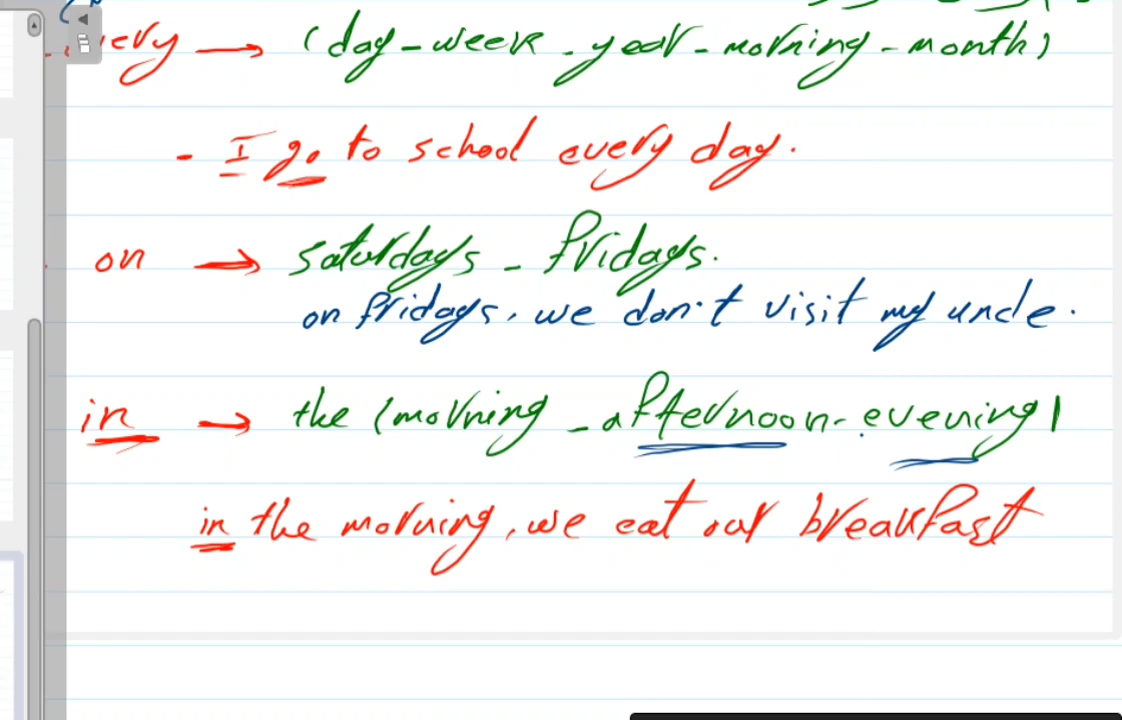 every → (day - week - year - morning - month)
- I go to school every day.
on → saturdays - fridays.
on fridays, we don't visit my uncle.
in → the (morning - afternoon - evening)
in the morning, we eat our breakfast